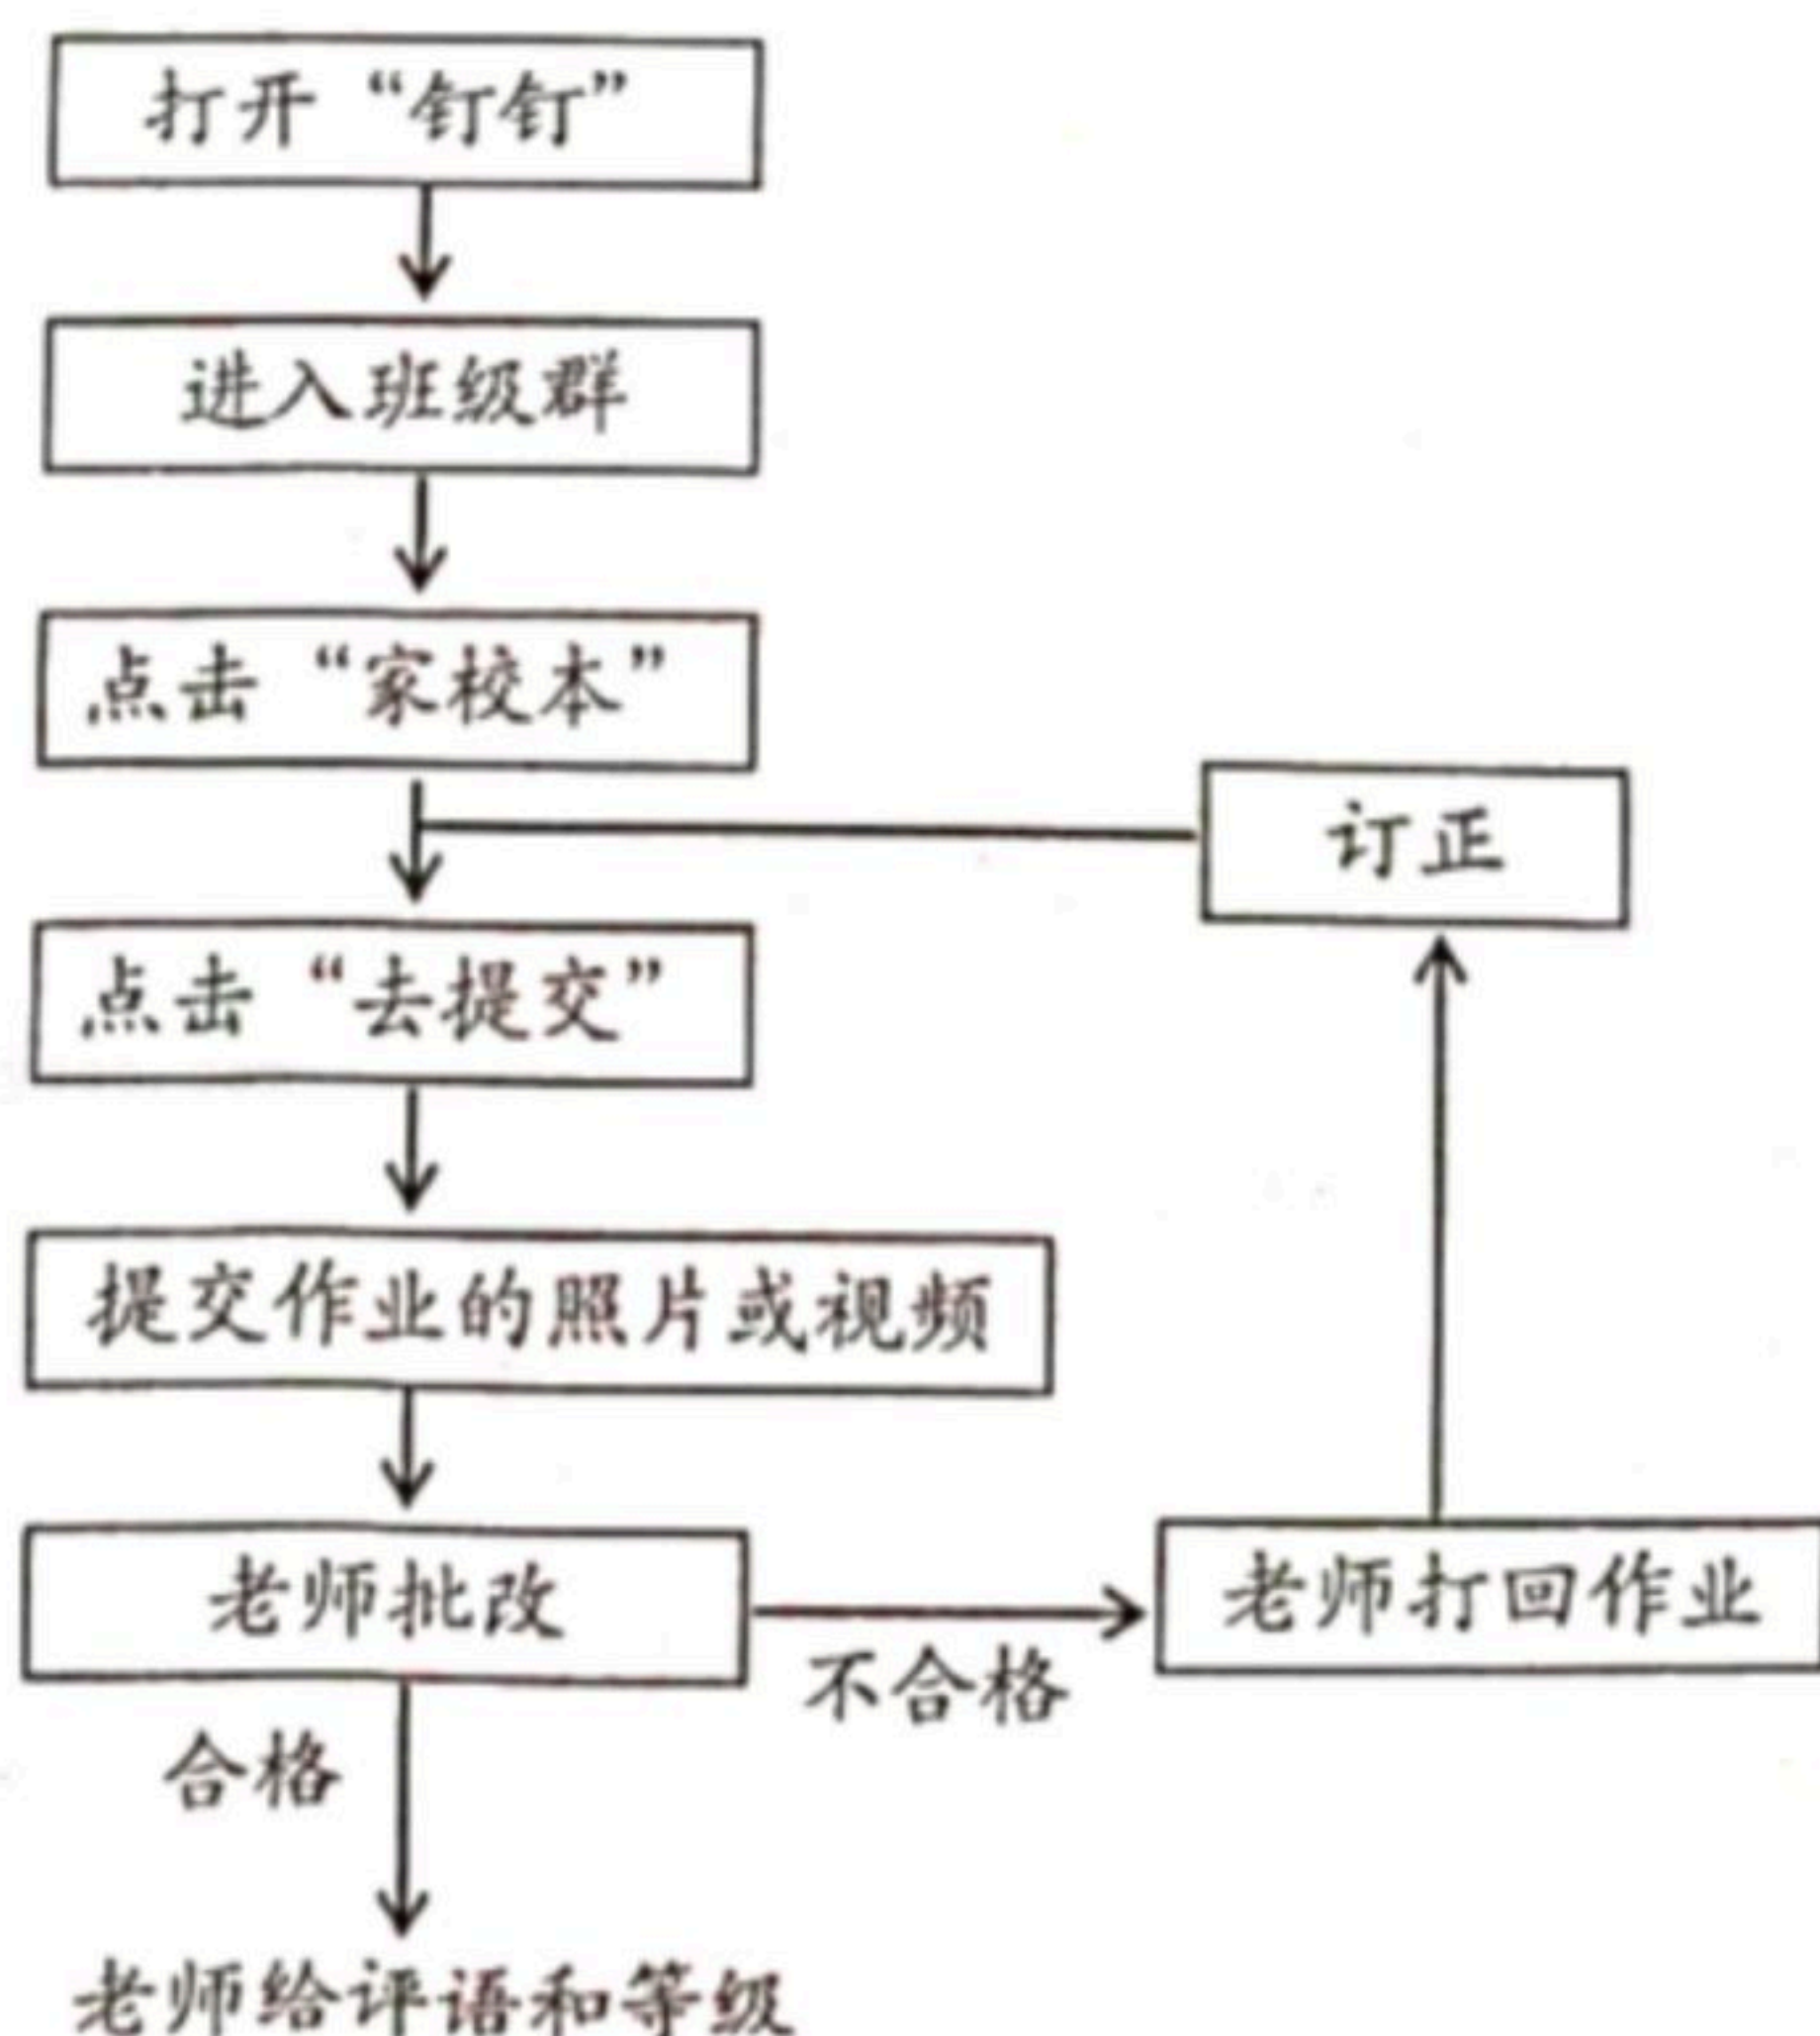 打开“钉钉”
进入班级群
点击“家校本”
订正
点击“去提交”
提交作业的照片或视频
老师批改
老师打回作业
不合格
合格
老师给评语和等级